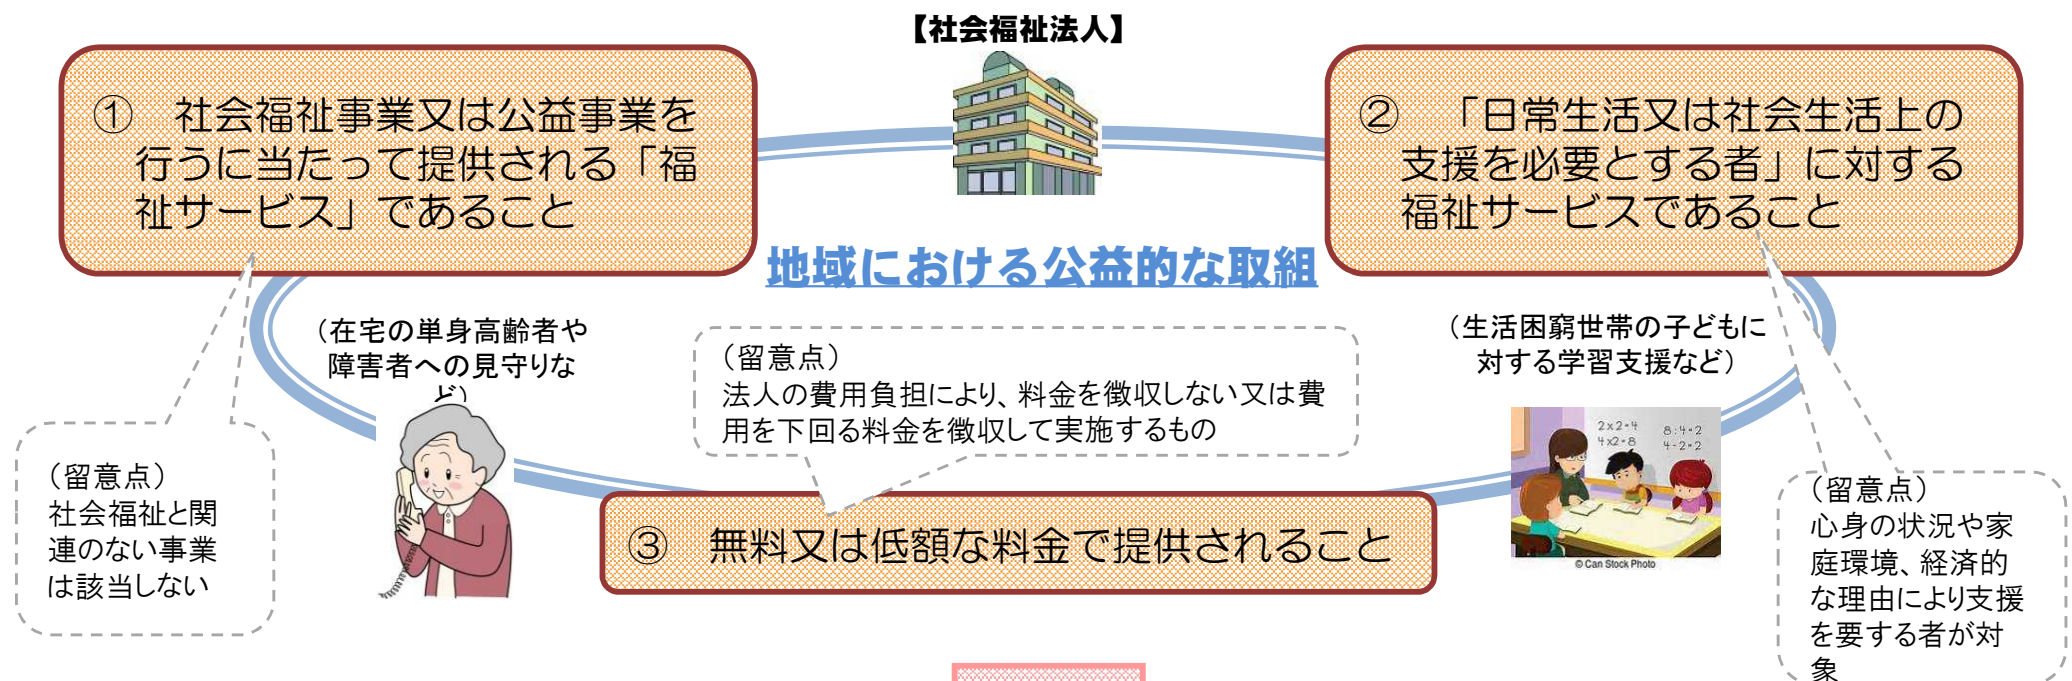 【社会福祉法人】
① 社会福祉事業又は公益事業を
行うに当たって提供される「福
祉サービス」であること
② 「日常生活又は社会生活上の
支援を必要とする者」に対する
福祉サービスであること
地域における公益的な取組
（在宅の単身高齢者や
障害者への見守りな
ど）
（留意点）
法人の費用負担により、料金を徴収しない又は費
用を下回る料金を徴収して実施するもの
（生活困窮世帯の子どもに
対する学習支援など）
2×2=4
4×2=8
8:4=2
4-2=2
© Can Stock Photo
（留意点）
社会福祉と関
連のない事業
は該当しない
③ 無料又は低額な料金で提供されること
（留意点）
心身の状況や家
庭環境、経済的
な理由により支援
を要する者が対
象